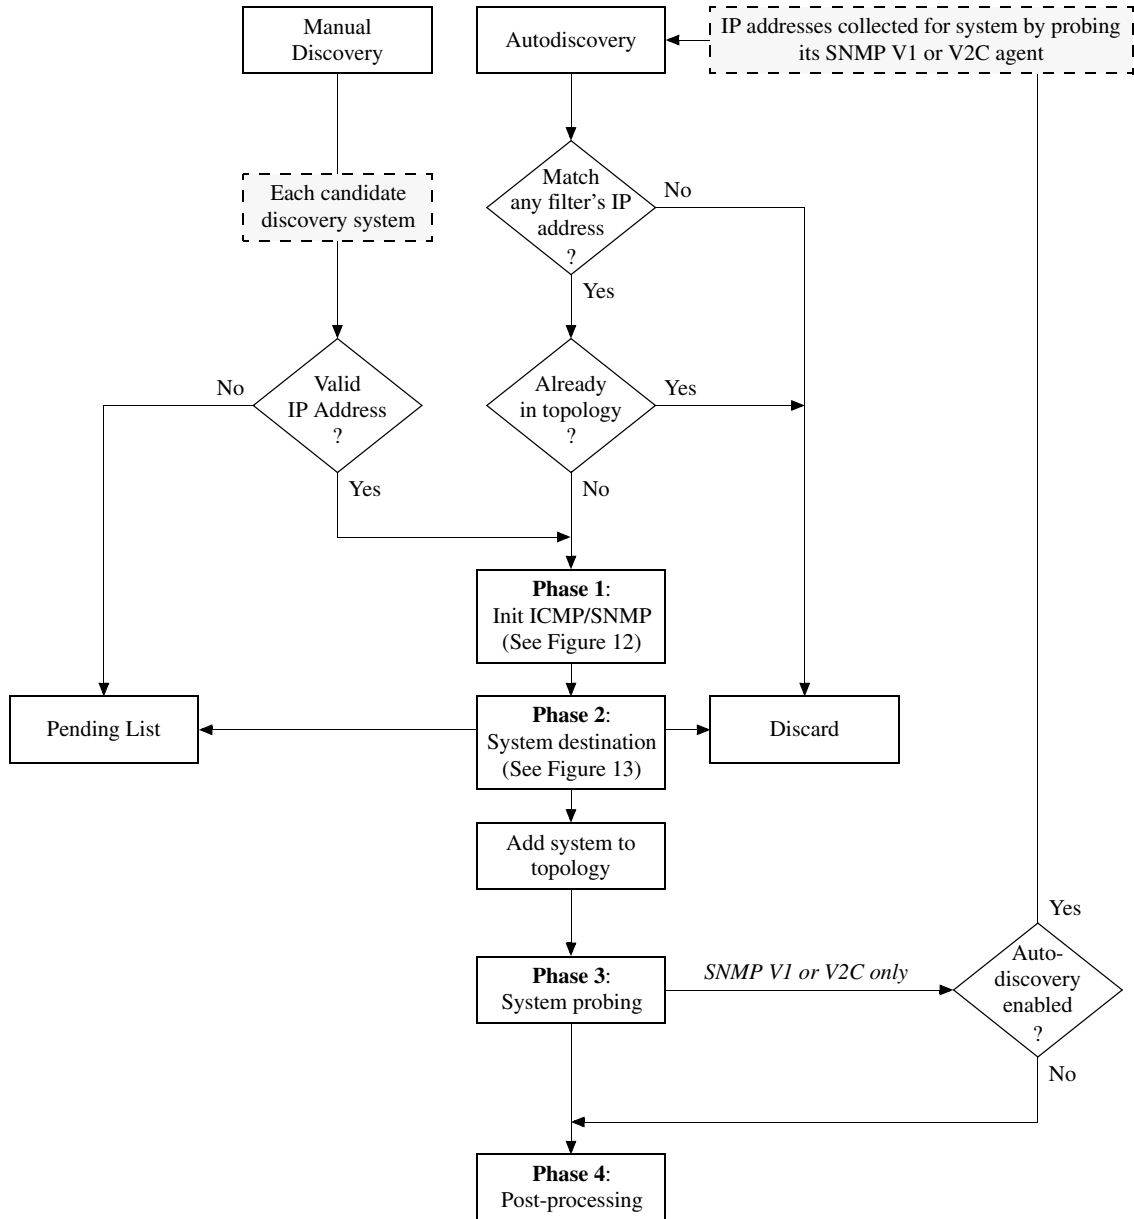 Manual
Discovery
Autodiscovery
IP addresses collected for system by probing
its SNMP V1 or V2C agent
Each candidate
discovery system
Match
any filter’s IP
address
?
No
Yes
Valid
IP Address
?
No
Yes
Already
in topology
?
Yes
No
Phase 1:
Init ICMP/SNMP
(See Figure 12)
Pending List
Phase 2:
System destination
(See Figure 13)
Discard
Add system to
topology
Phase 3:
System probing
SNMP V1 or V2C only
Yes
Auto-
discovery
enabled
?
No
Phase 4:
Post-processing